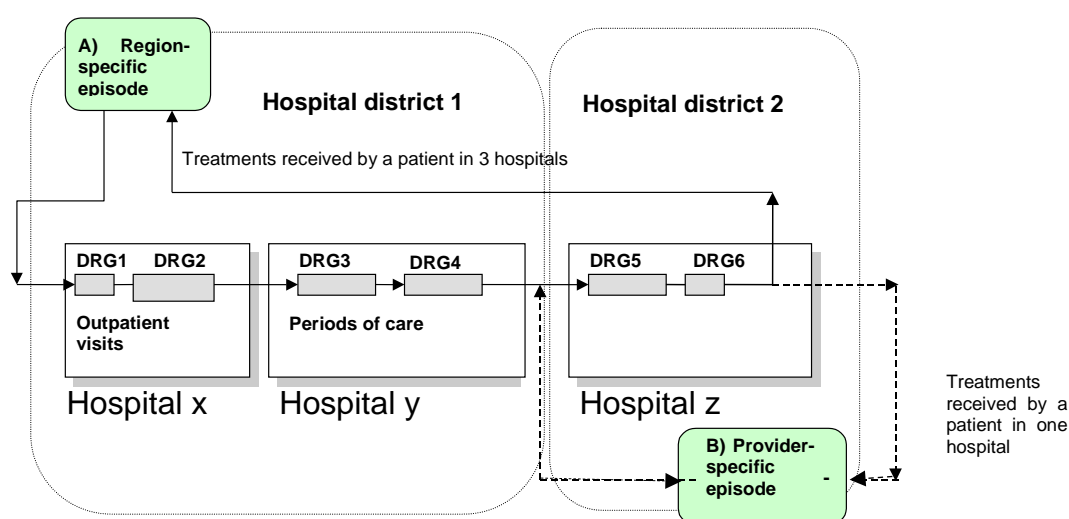 A) Region-
specific
episode
Hospital district 1
Hospital district 2
Treatments received by a patient in 3 hospitals
DRG1
DRG2
DRG3
DRG4
DRG5
DRG6
Outpatient
visits
Periods of care
Hospital x
Hospital y
Hospital z
Treatments
received by a
patient in one
hospital
B) Provider-
specific
episode -